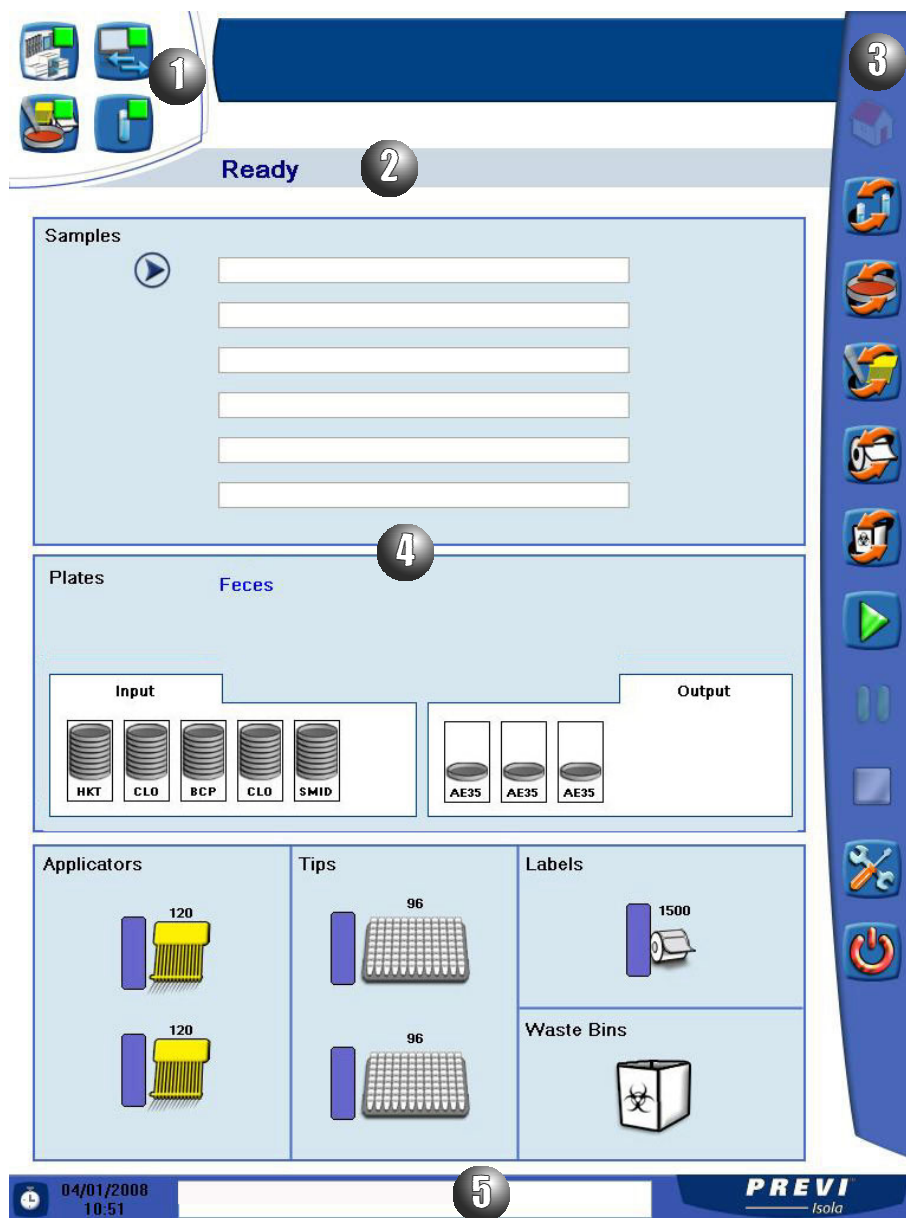 1
3
Ready
2
Samples
4
Plates
Feces
Input
Output
HKT
CLO
BCP
CLO
SMID
AE35
AE35
AE35
Applicators
120
120
Tips
96
96
Labels
1500
Waste Bins
04/01/2008
10:51
5
PREVI
Isola